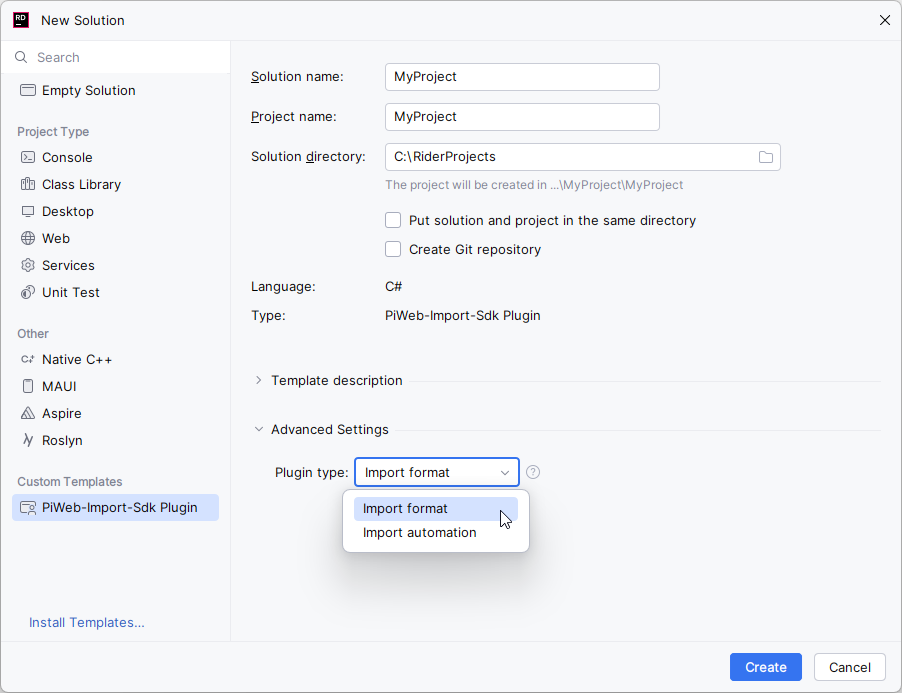 RD
New Solution
Search
Empty Solution
Project Type
Console
Class Library
Desktop
Web
Services
Unit Test
Other
C+ Native C++
MAUI
Aspire
Roslyn
Custom Templates
PiWeb-Import-Sdk Plugin
Install Templates...
Solution name: MyProject
Project name: MyProject
Solution directory: C:\RiderProjects
The project will be created in ...\MyProject\MyProject
Put solution and project in the same directory
Create Git repository
Language: C#
Type: PiWeb-Import-Sdk Plugin
Template description
Advanced Settings
Plugin type: Import format ?
Import format
Import automation
Create Cancel